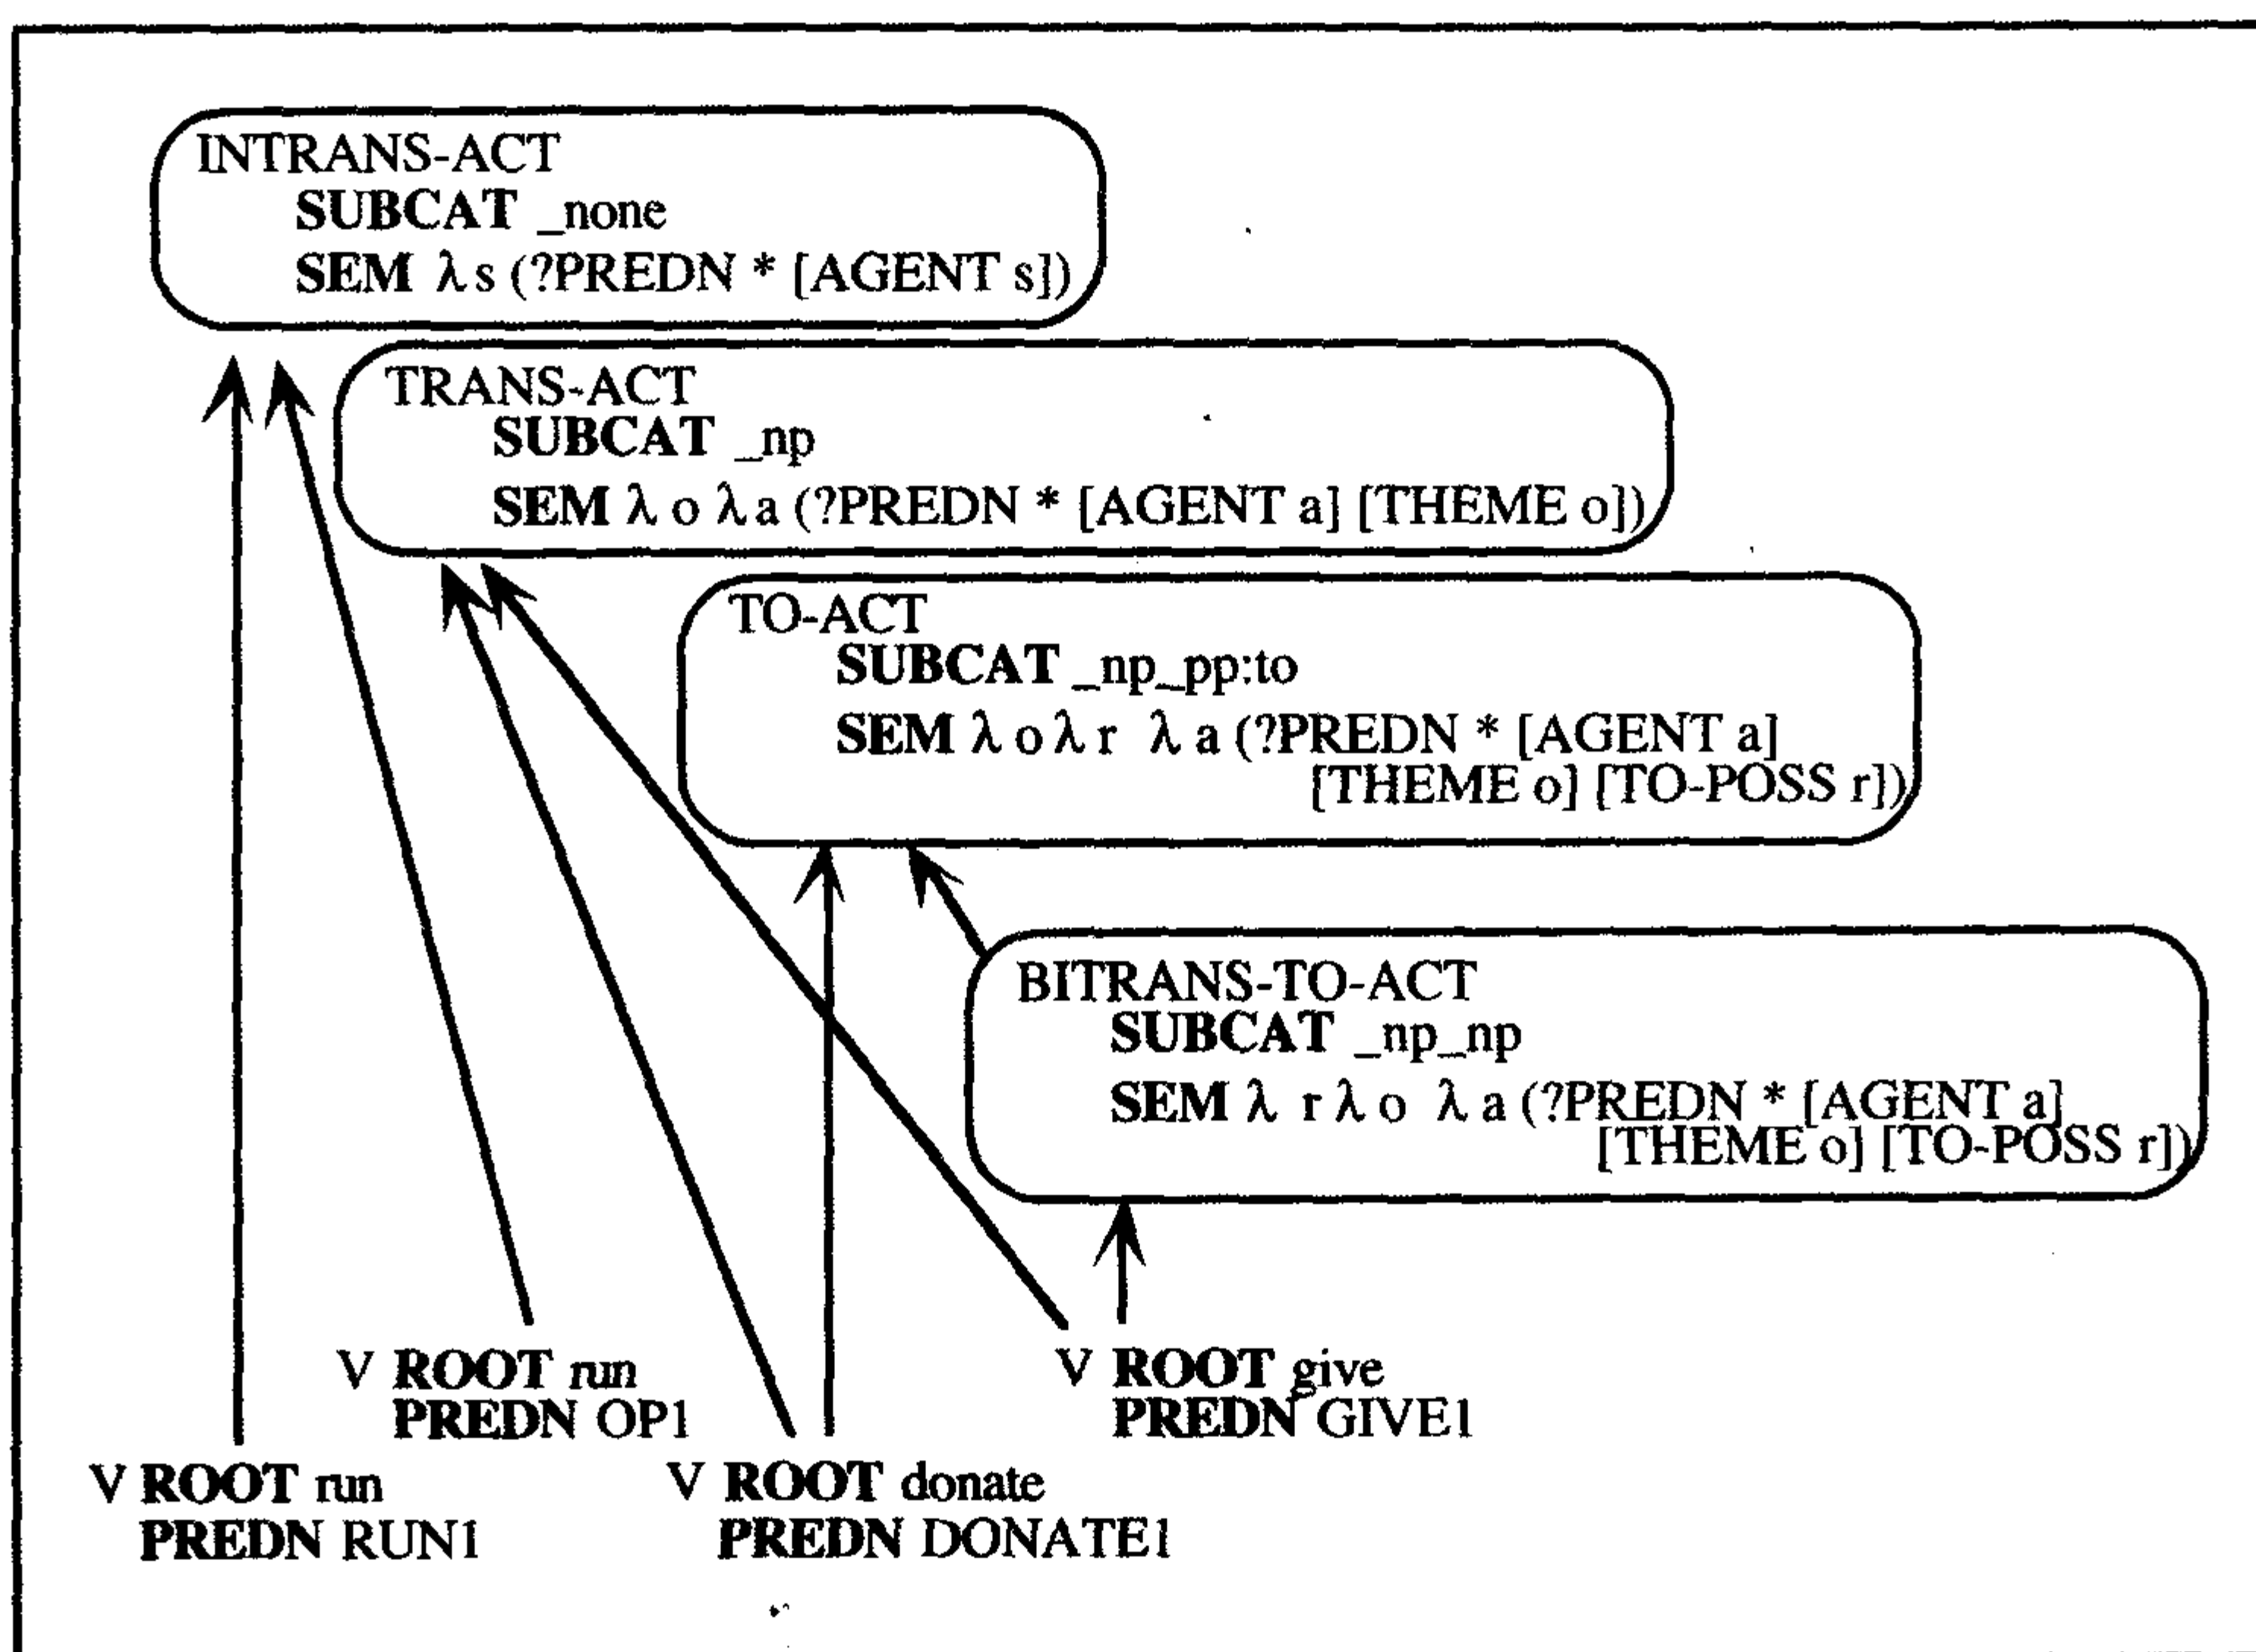 INTRANS-ACT
SUBCAT _none
SEM λ s (?PREDN * [AGENT s])
TRANS-ACT
SUBCAT _np
SEM λ o λ a (?PREDN * [AGENT a] [THEME o])
TO-ACT
SUBCAT _np_pp:to
SEM λ o λ r λ a (?PREDN * [AGENT a]
[THEME o] [TO-POSS r])
BITRANS-TO-ACT
SUBCAT _np_np
SEM λ r λ o λ a (?PREDN * [AGENT a]
[THEME o] [TO-POSS r])
V ROOT run
PREDN OP1
V ROOT give
PREDN GIVE1
V ROOT run
PREDN RUN1
V ROOT donate
PREDN DONATE1